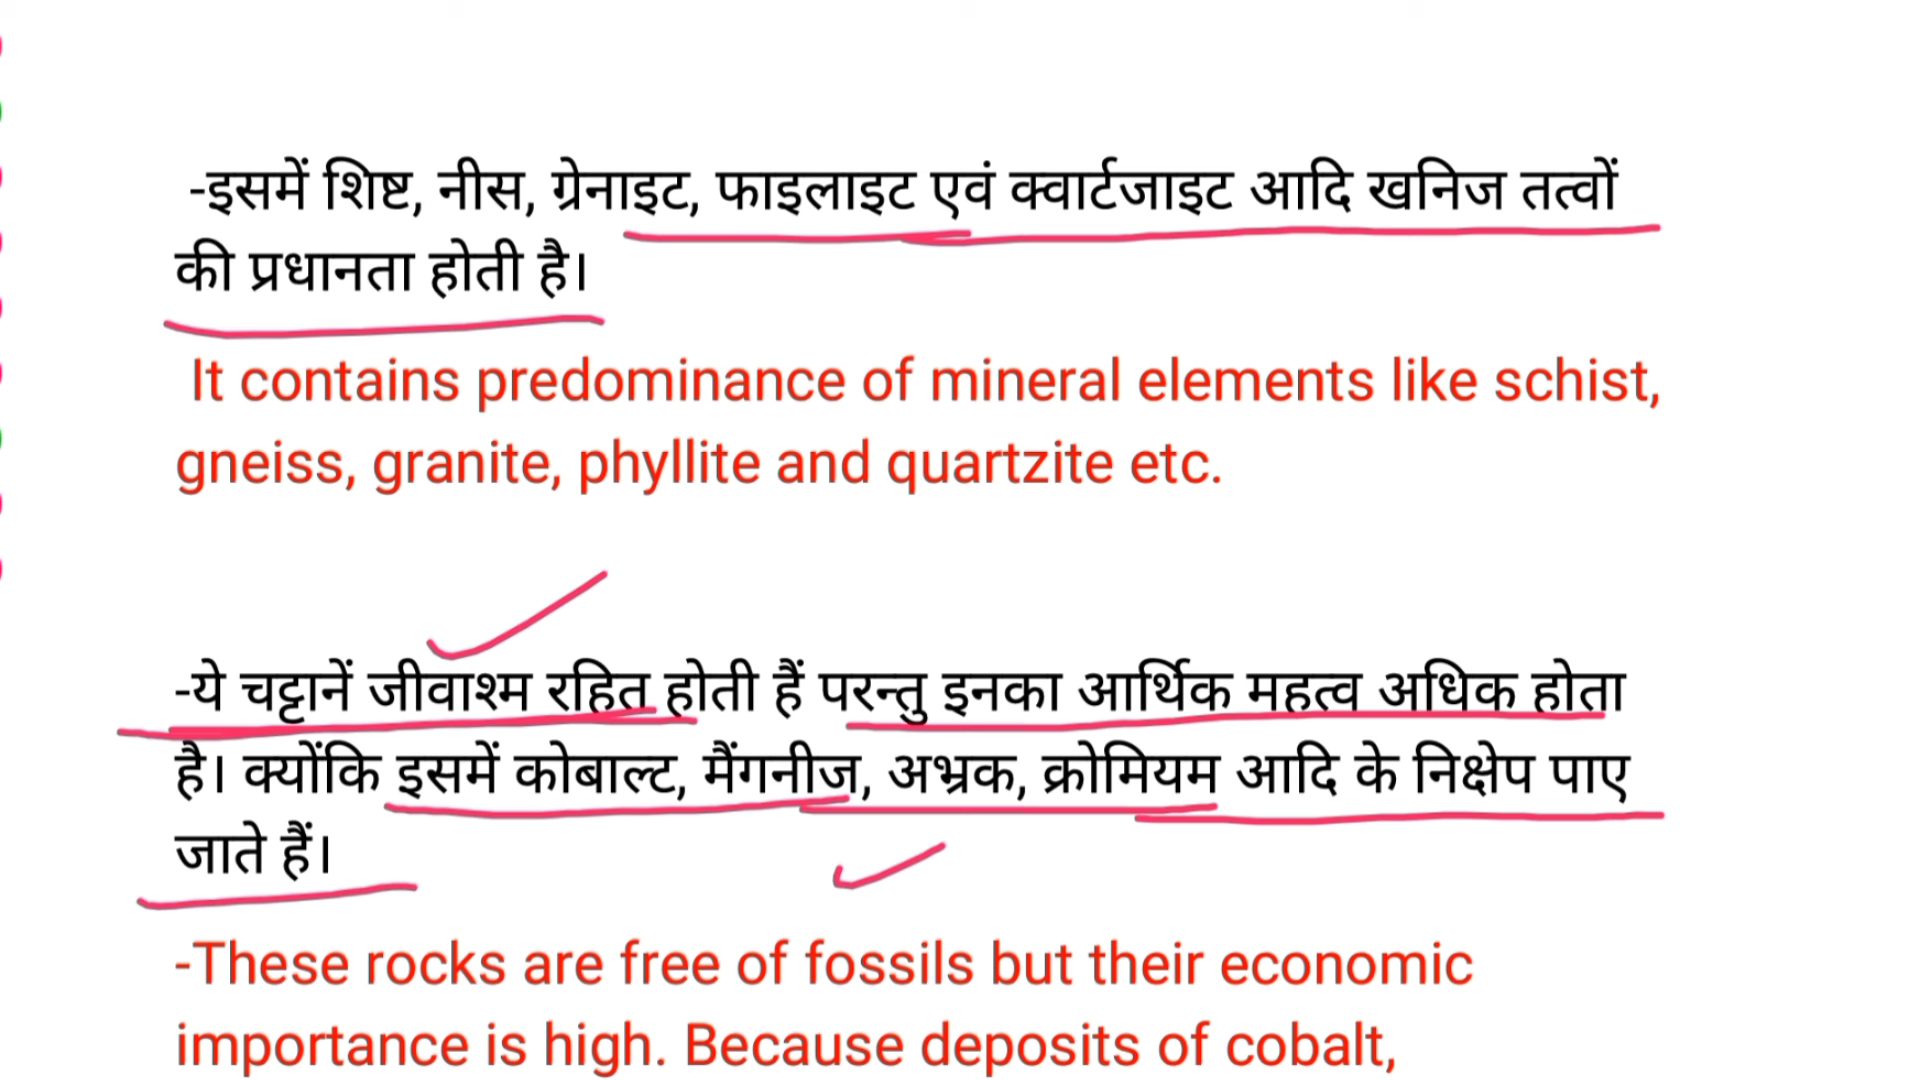 -इसमें शिष्ट, नीस, ग्रेनाइट, फाइलाइट एवं क्वार्टजाइट आदि खनिज तत्वों
की प्रधानता होती है।
It contains predominance of mineral elements like schist,
gneiss, granite, phyllite and quartzite etc.
-ये चट्टानें जीवाश्म रहित होती हैं परन्तु इनका आर्थिक महत्व अधिक होता
है। क्योंकि इसमें कोबाल्ट, मैंगनीज, अभ्रक, क्रोमियम आदि के निक्षेप पाए
जाते हैं।
-These rocks are free of fossils but their economic
importance is high. Because deposits of cobalt,